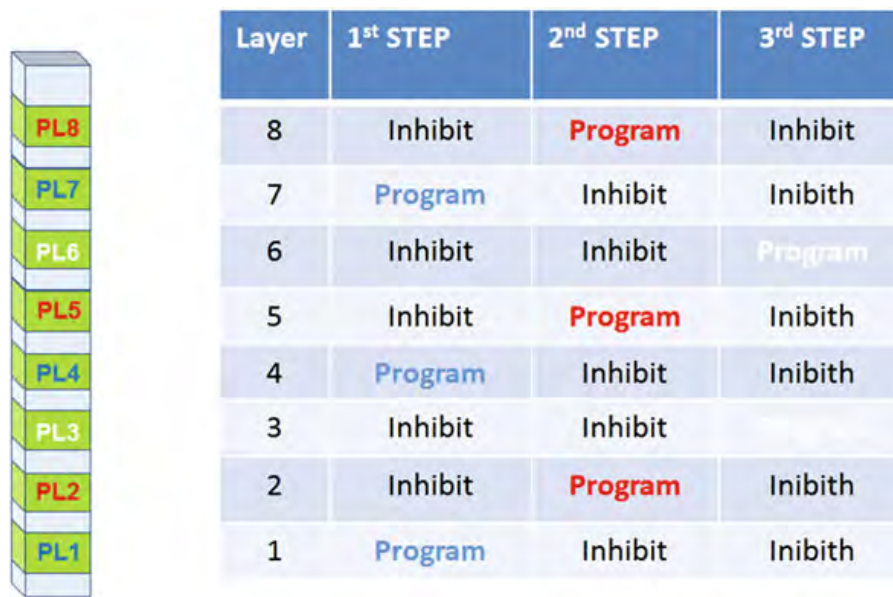 Layer 1st STEP 2nd STEP 3rd STEP
PL8
8 Inhibit Program Inhibit
PL7
7 Program Inhibit Inibith
PL6
6 Inhibit Inhibit Program
PL5
5 Inhibit Program Inibith
PL4
4 Program Inhibit Inibith
PL3
3 Inhibit Inhibit
PL2
2 Inhibit Program Inibith
PL1
1 Program Inhibit Inibith